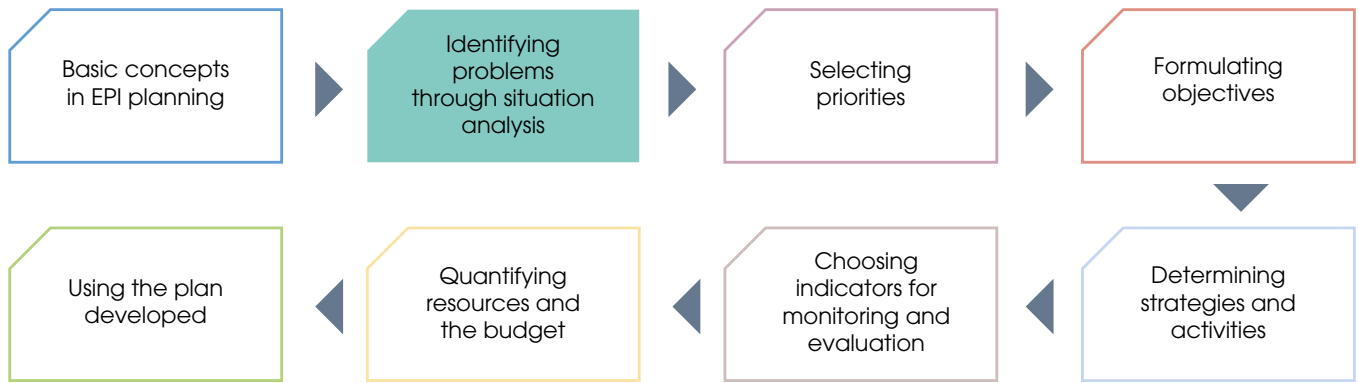 Basic concepts
in EPI planning
Identifying
problems
through situation
analysis
Selecting
priorities
Formulating
objectives
Determining
strategies and
activities
Choosing
indicators for
monitoring and
evaluation
Quantifying
resources and
the budget
Using the plan
developed